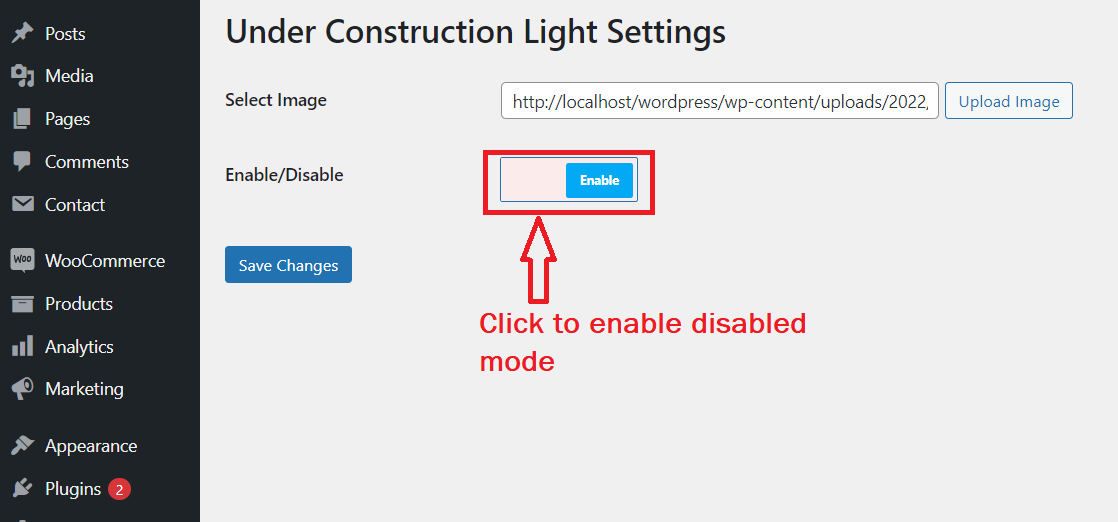 Posts
Media
Pages
Comments
Contact
Woo WooCommerce
Products
Analytics
Marketing
Appearance
Plugins 2
Under Construction Light Settings
Select Image http://localhost/wordpress/wp-content/uploads/2022, Upload Image
Enable/Disable Enable
Save Changes
Click to enable disabled
mode